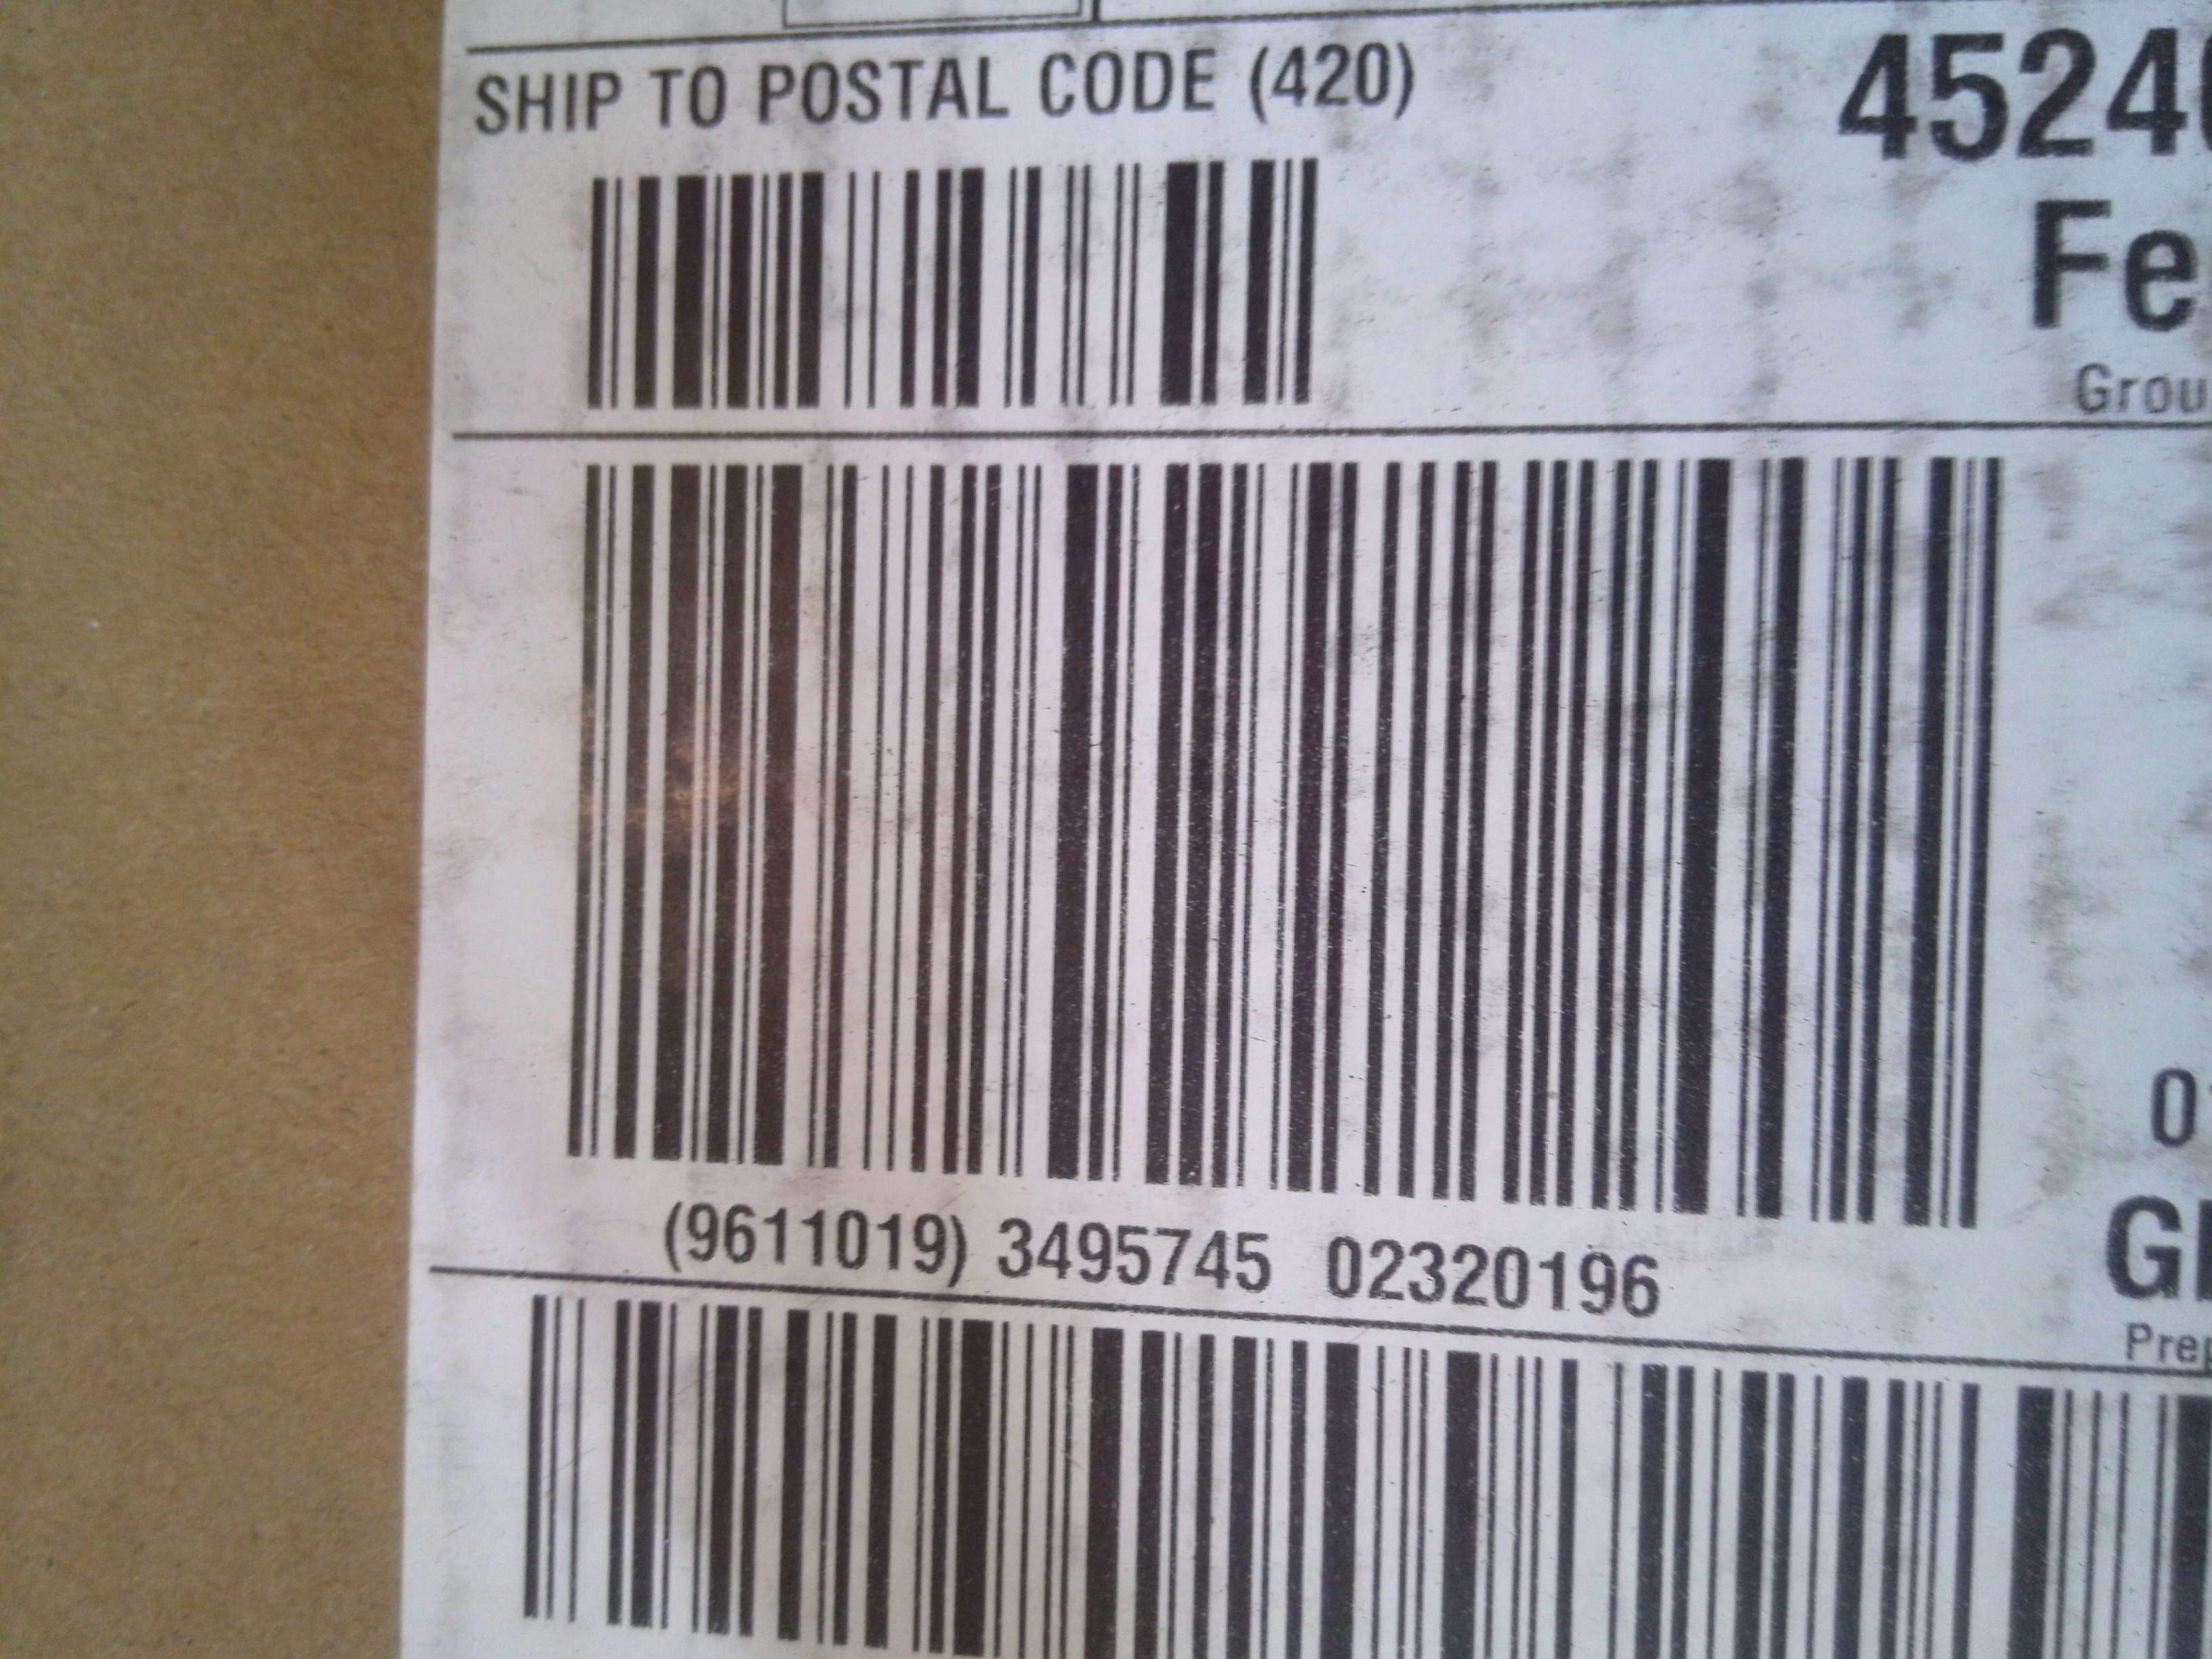 SHIP TO POSTAL CODE (420)
4524
Fe
Grou
(9611019) 3495745 02320196
0
G
Prep